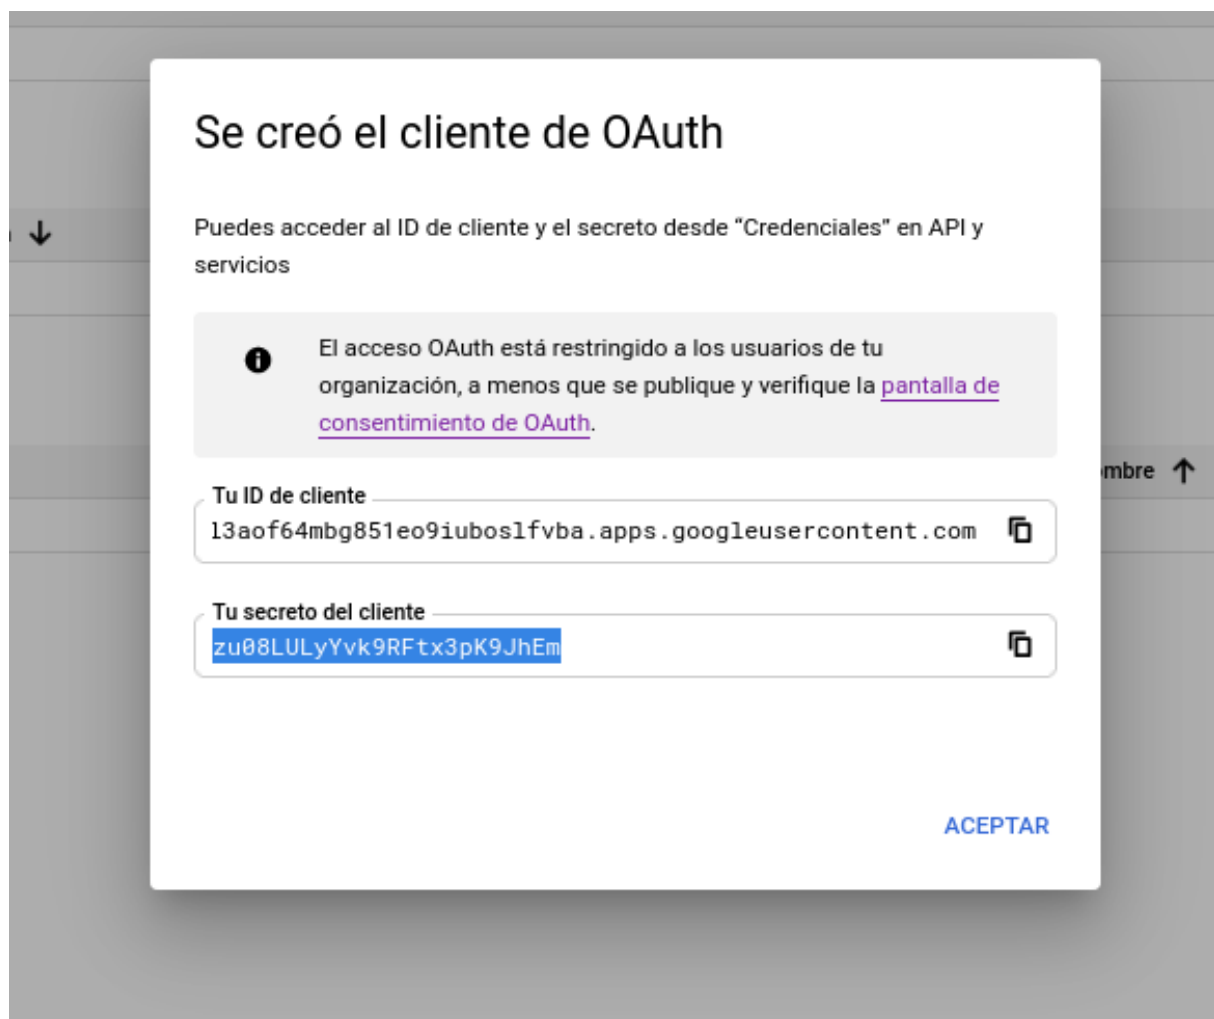 Se creó el cliente de OAuth
Puedes acceder al ID de cliente y el secreto desde “Credenciales” en API y
servicios
El acceso OAuth está restringido a los usuarios de tu
organización, a menos que se publique y verifique la pantalla de
consentimiento de OAuth.
ombre
Tu ID de cliente
l3aof64mbg851eo9iuboslfvba.apps.googleusercontent.com
Tu secreto del cliente
zu08LULyYvk9RFtx3pK9JhEm
ACEPTAR